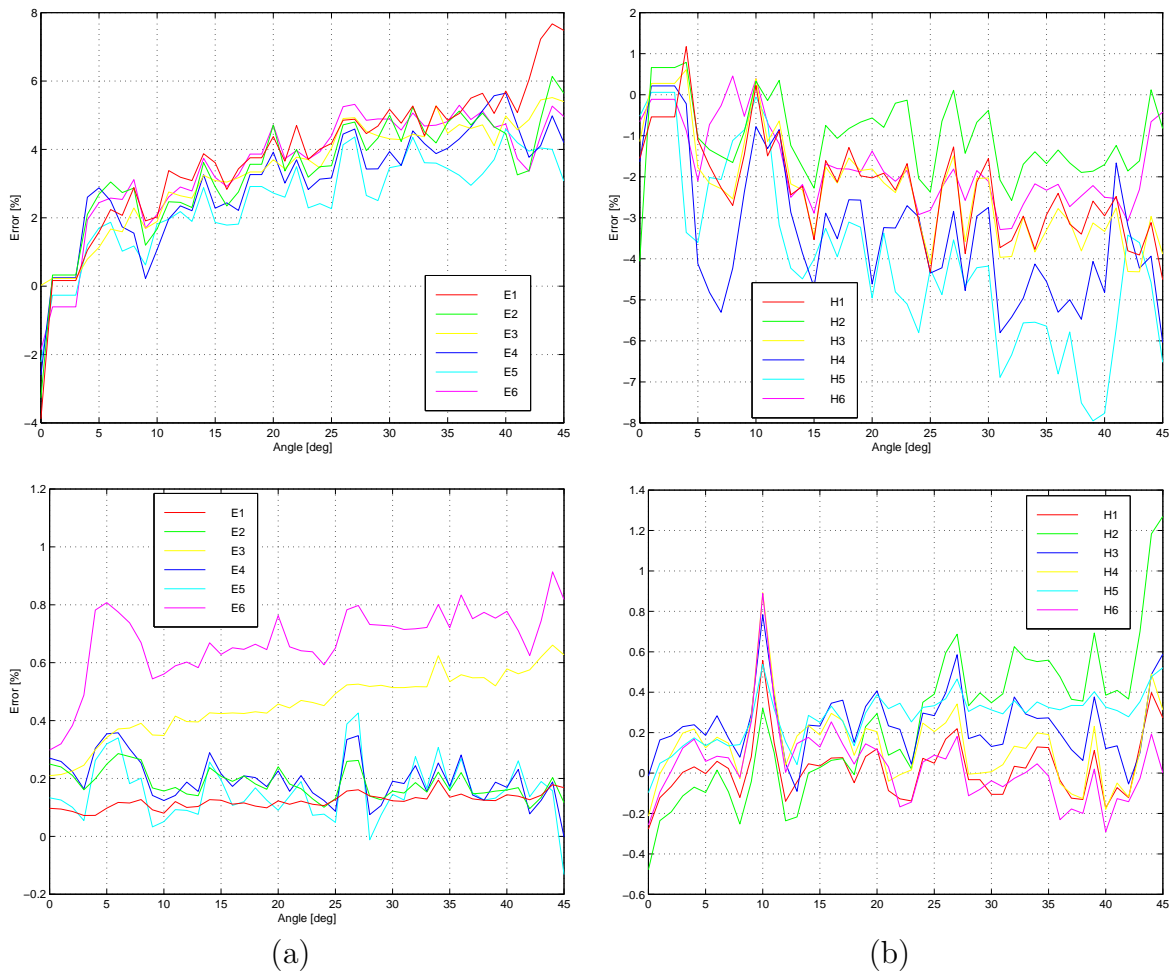 8
6
4
2
0
−2
−4
Error [%]
0 5 10 15 20 25 30 35 40 45
Angle [deg]
E1
E2
E3
E4
E5
E6
2
1
0
−1
−2
−3
−4
−5
−6
−7
−8
Error [%]
0 5 10 15 20 25 30 35 40 45
Angle [deg]
H1
H2
H3
H4
H5
H6
1.2
1
0.8
0.6
0.4
0.2
0
−0.2
Error [%]
0 5 10 15 20 25 30 35 40 45
Angle [deg]
E1
E2
E3
E4
E5
E6
1.4
1.2
1
0.8
0.6
0.4
0.2
0
−0.2
−0.4
−0.6
0 5 10 15 20 25 30 35 40 45
H1
H2
H3
H4
H5
H6
(a)
(b)